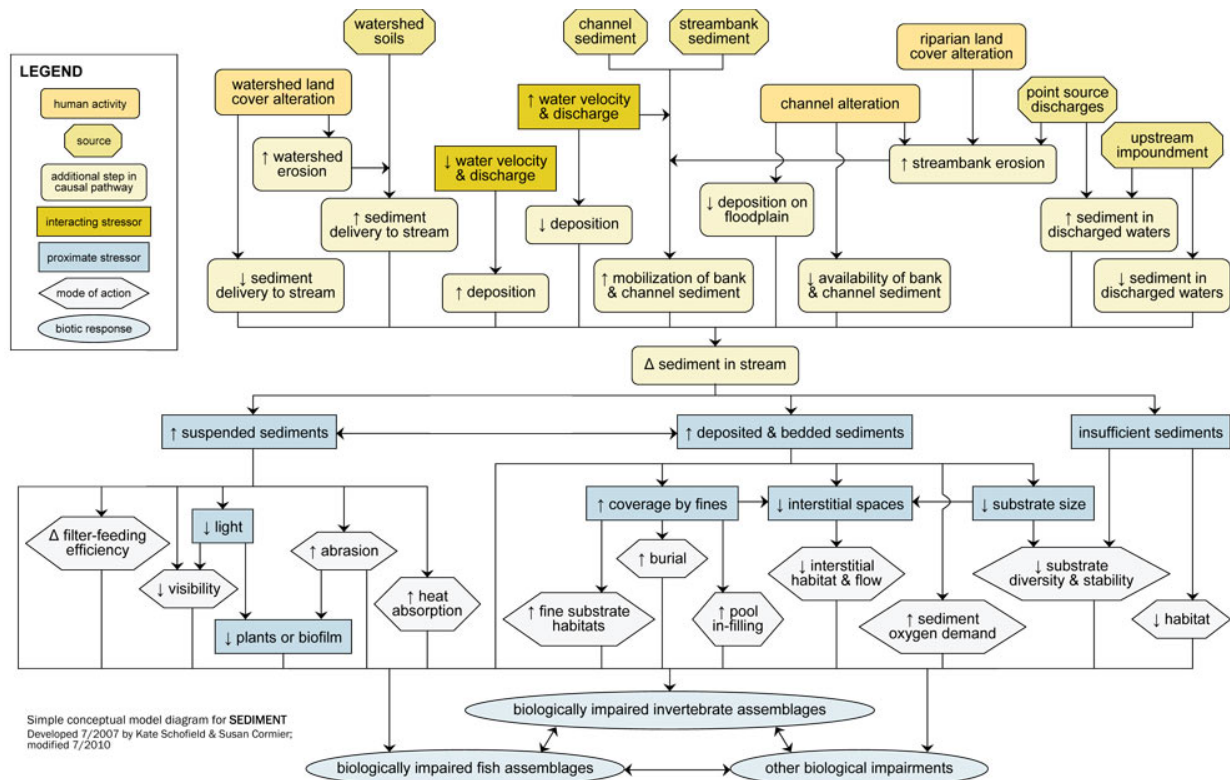 LEGEND
human activity
source
additional step in
causal pathway
interacting stressor
proximate stressor
mode of action
biotic response
watershed
soils
channel
sediment
streambank
sediment
riparian land
cover alteration
watershed land
cover alteration
↑ water velocity
& discharge
channel alteration
point source
discharges
upstream
impoundment
↑ watershed
erosion
↓ water velocity
& discharge
↑ streambank erosion
↑ sediment
delivery to stream
↓ deposition
↓ deposition on
floodplain
↑ sediment in
discharged waters
↓ sediment
delivery to stream
↑ deposition
↑ mobilization of bank
& channel sediment
↓ availability of bank
& channel sediment
↓ sediment in
discharged waters
Δ sediment in stream
↑ suspended sediments
↑ deposited & bedded sediments
insufficient sediments
Δ filter-feeding
efficiency
↓ light
↓ visibility
↑ abrasion
↑ heat
absorption
↓ plants or biofilm
↑ coverage by fines
↓ interstitial spaces
↓ substrate size
↑ burial
↓ interstitial
habitat & flow
↓ substrate
diversity & stability
↑ fine substrate
habitats
↑ pool
in-filling
↑ sediment
oxygen demand
↓ habitat
biologically impaired invertebrate assemblages
biologically impaired fish assemblages
other biological impairments
Simple conceptual model diagram for SEDIMENT
Developed 7/2007 by Kate Schofield & Susan Cormier;
modified 7/2010